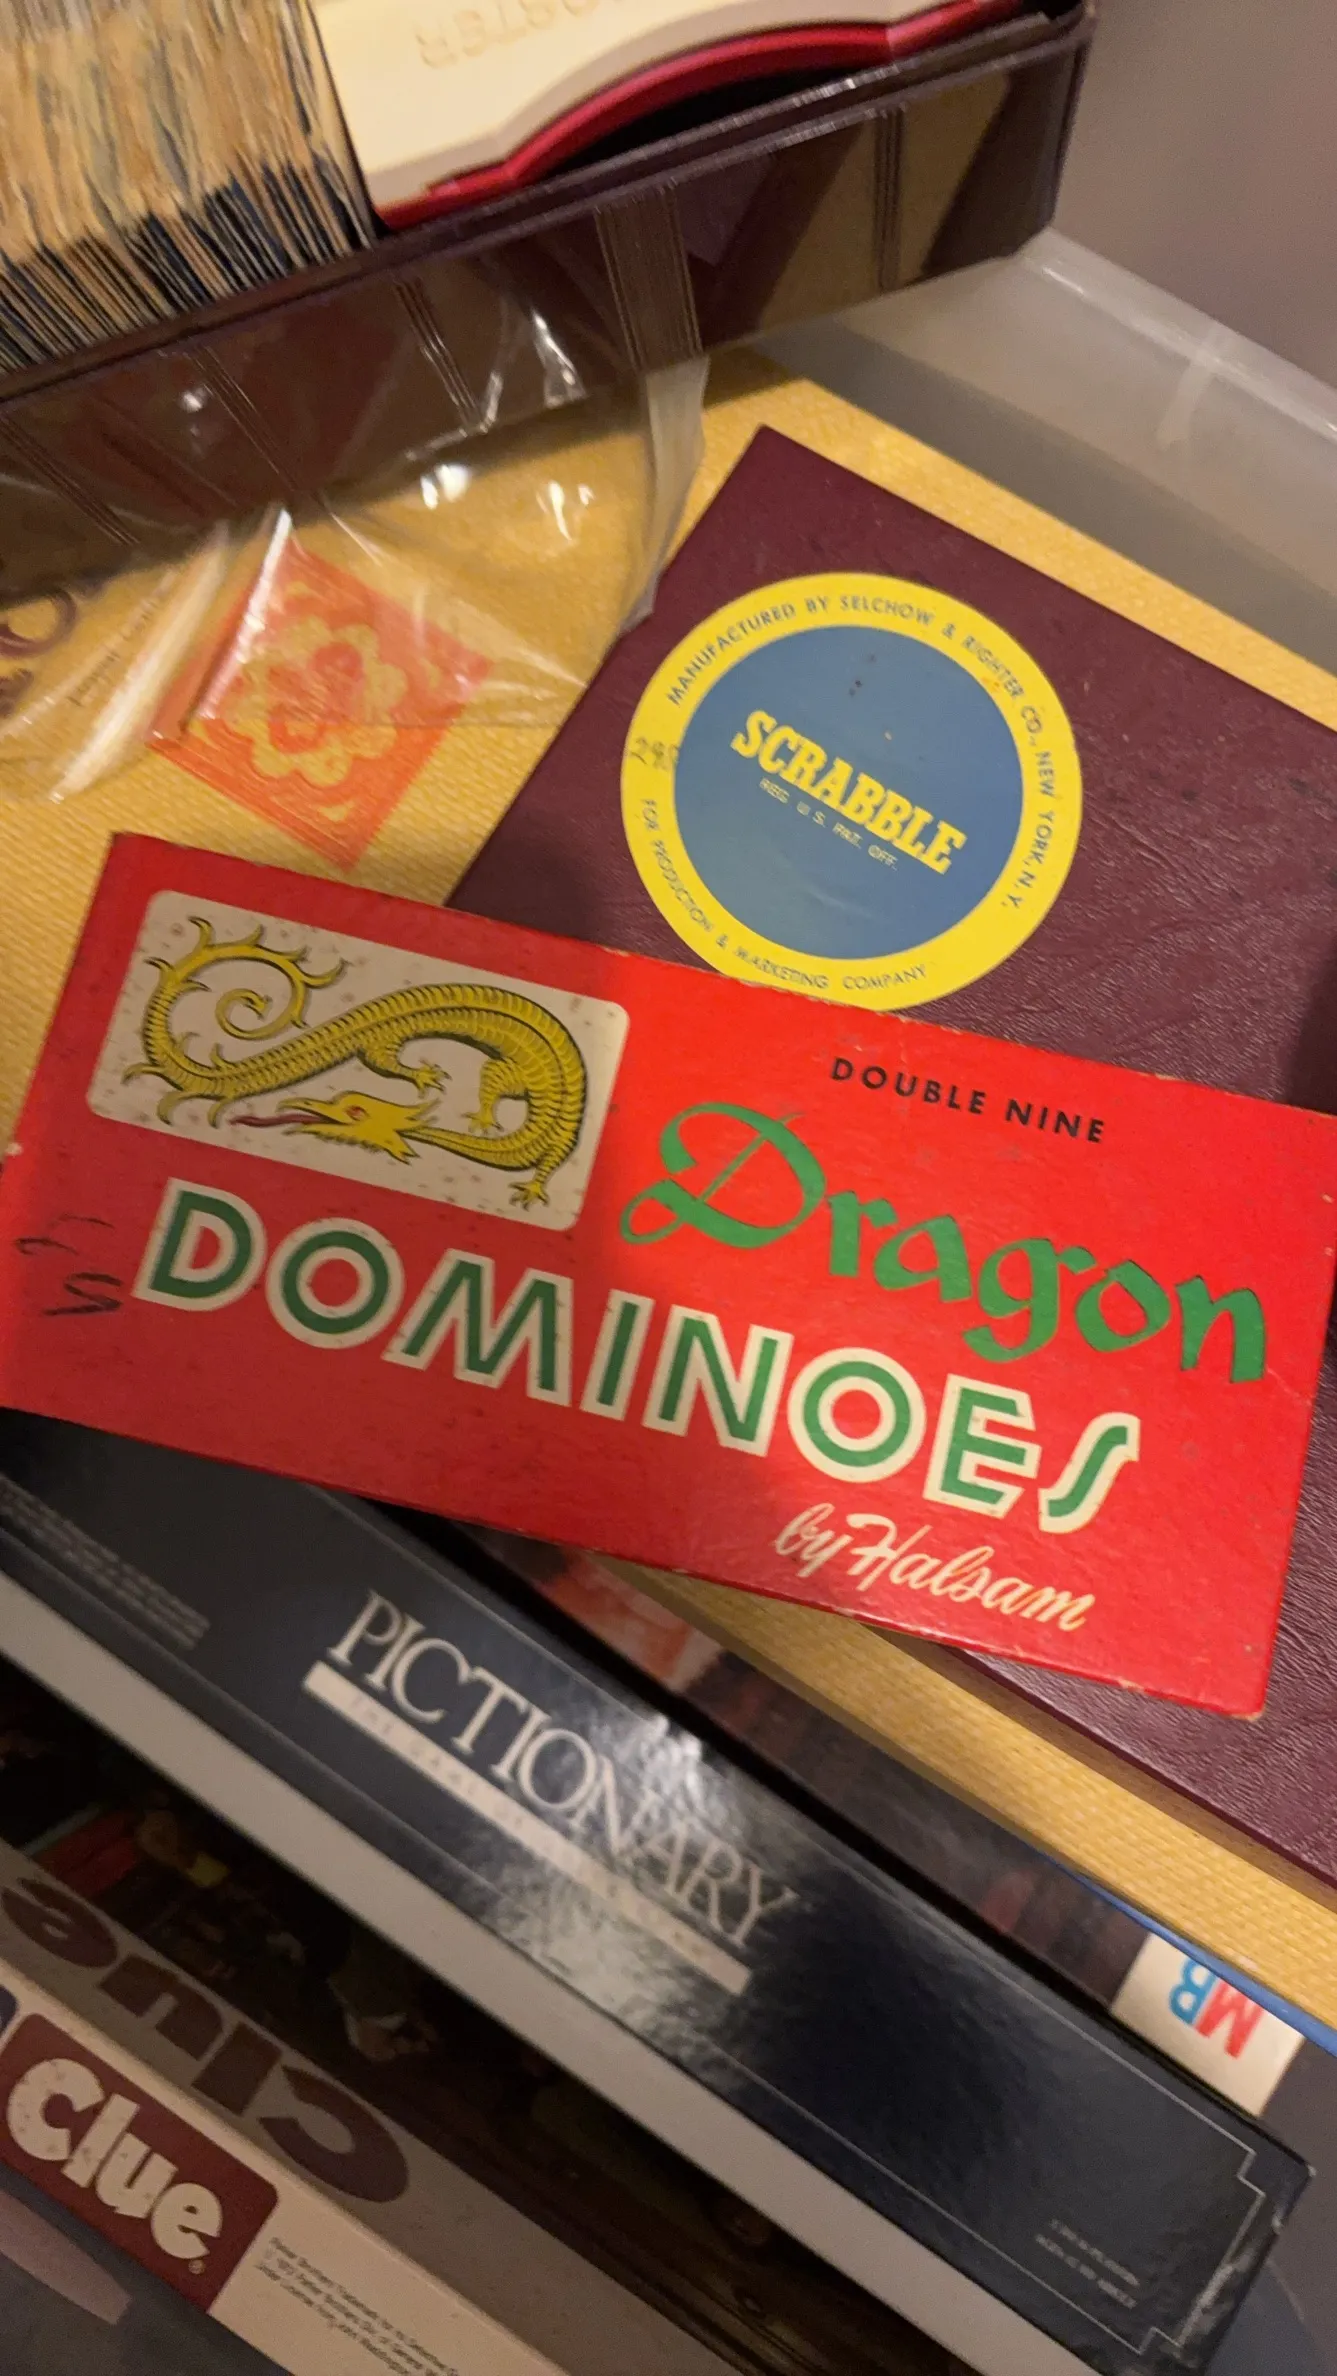 MANUFACTURED BY SELCHOW & RIGHTER CO., NEW YORK, N.Y.
SCRABBLE
REG. U.S. PAT. OFF.
FOR PRODUCTION & MARKETING COMPANY
DOUBLE NINE
Dragon
DOMINOES
by Halsam
PICTIONARY
MB
Clue
Clue